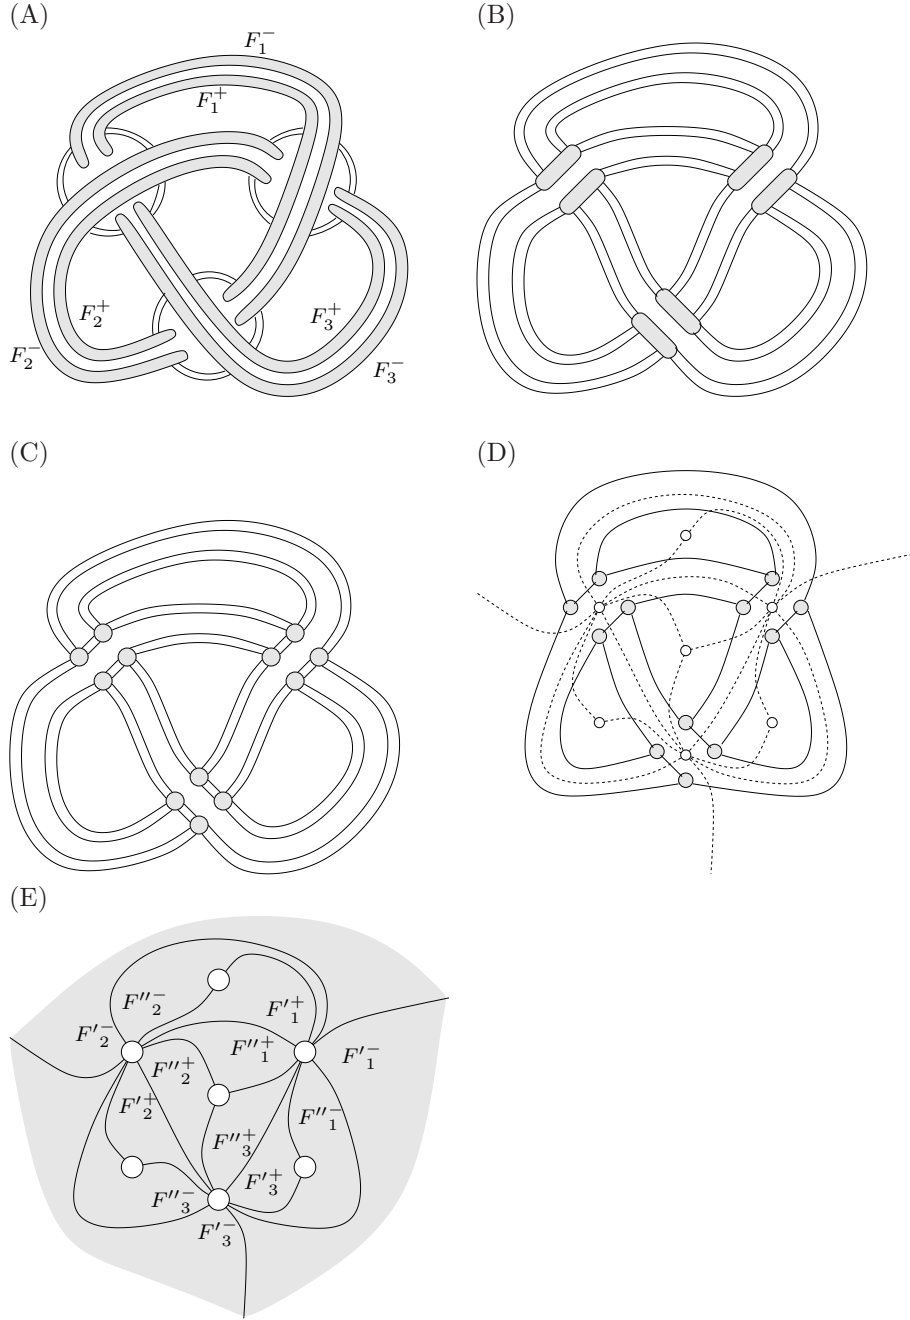 (A)
F₁⁻
F₁⁺
F₂⁺
F₂⁻
F₃⁺
F₃⁻
(B)
(C)
(D)
(E)
F″₂⁻
F′₁⁺
F′₂⁻
F″₁⁺
F′₁⁻
F″₂⁺
F′₂⁺
F″₁⁻
F″₃⁺
F′₃⁺
F″₃⁻
F′₃⁻